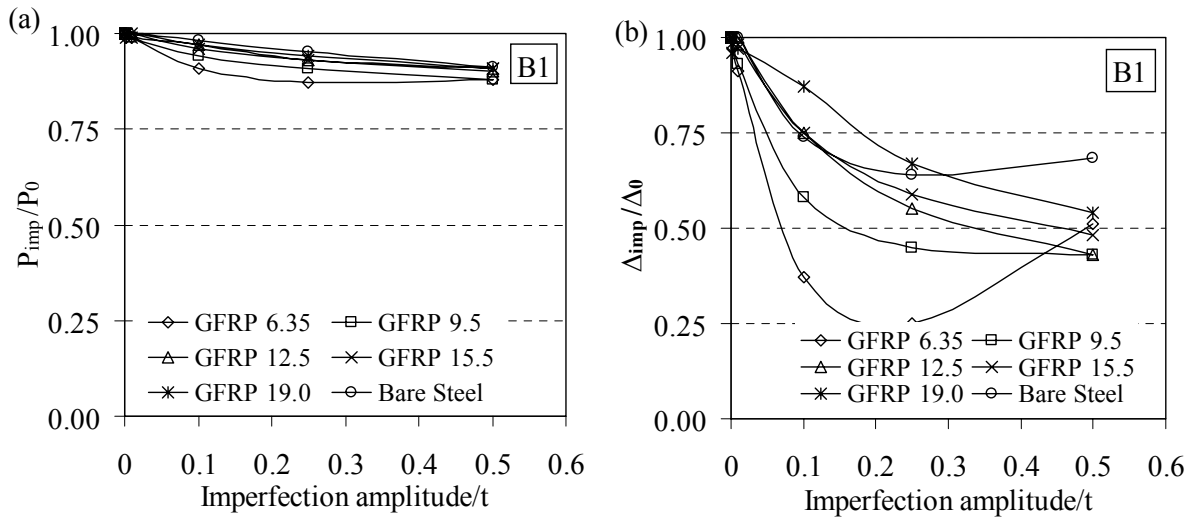 (a)
1.00
0.75
0.50
0.25
0.00
P_imp /P_0
B1
GFRP 6.35 GFRP 9.5
GFRP 12.5 GFRP 15.5
GFRP 19.0 Bare Steel
0 0.1 0.2 0.3 0.4 0.5 0.6
Imperfection amplitude/t
(b)
1.00
0.75
0.50
0.25
0.00
Δ_imp /Δ_0
B1
GFRP 6.35 GFRP 9.5
GFRP 12.5 GFRP 15.5
GFRP 19.0 Bare Steel
0 0.1 0.2 0.3 0.4 0.5 0.6
Imperfection amplitude/t